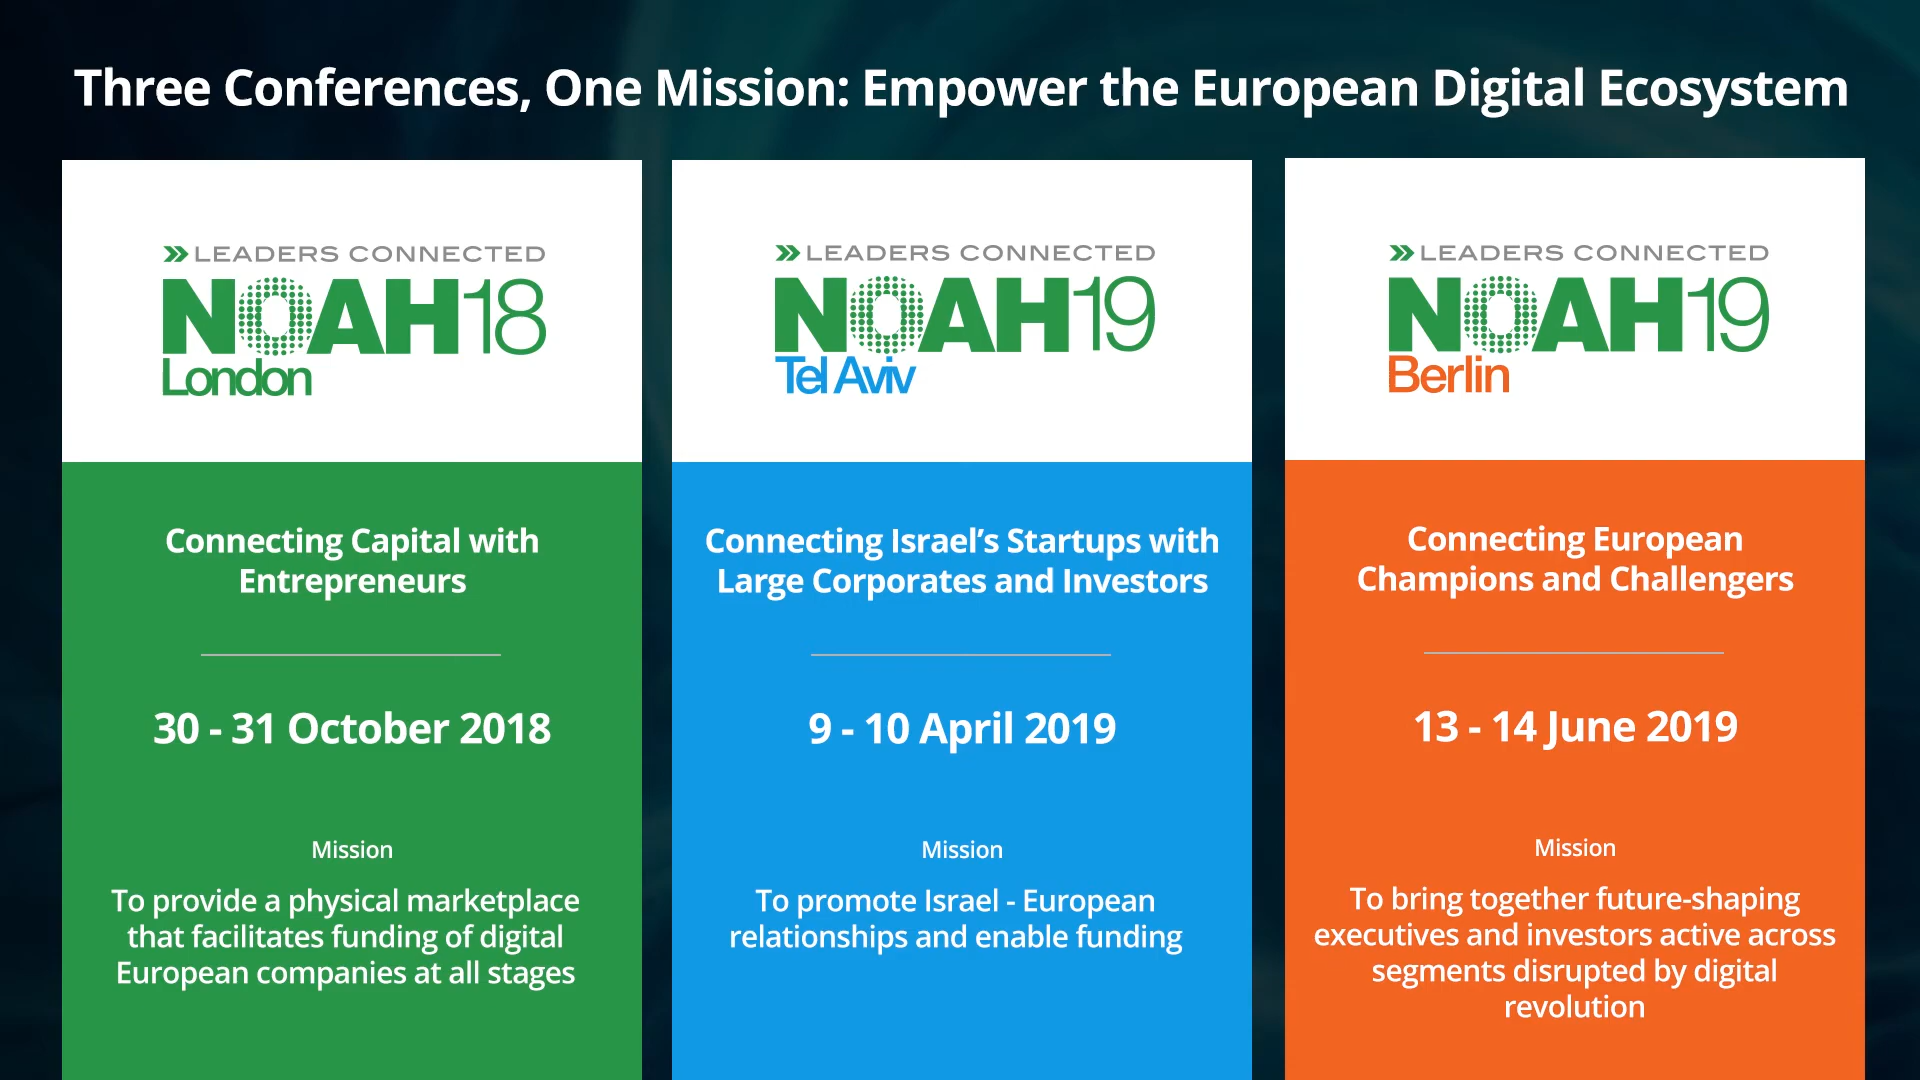 Three Conferences, One Mission: Empower the European Digital Ecosystem
LEADERS CONNECTED
NOAH18
London
Connecting Capital with
Entrepreneurs
30 - 31 October 2018
Mission
To provide a physical marketplace
that facilitates funding of digital
European companies at all stages
LEADERS CONNECTED
NOAH19
Tel Aviv
Connecting Israel’s Startups with
Large Corporates and Investors
9 - 10 April 2019
Mission
To promote Israel - European
relationships and enable funding
LEADERS CONNECTED
NOAH19
Berlin
Connecting European
Champions and Challengers
13 - 14 June 2019
Mission
To bring together future-shaping
executives and investors active across
segments disrupted by digital
revolution